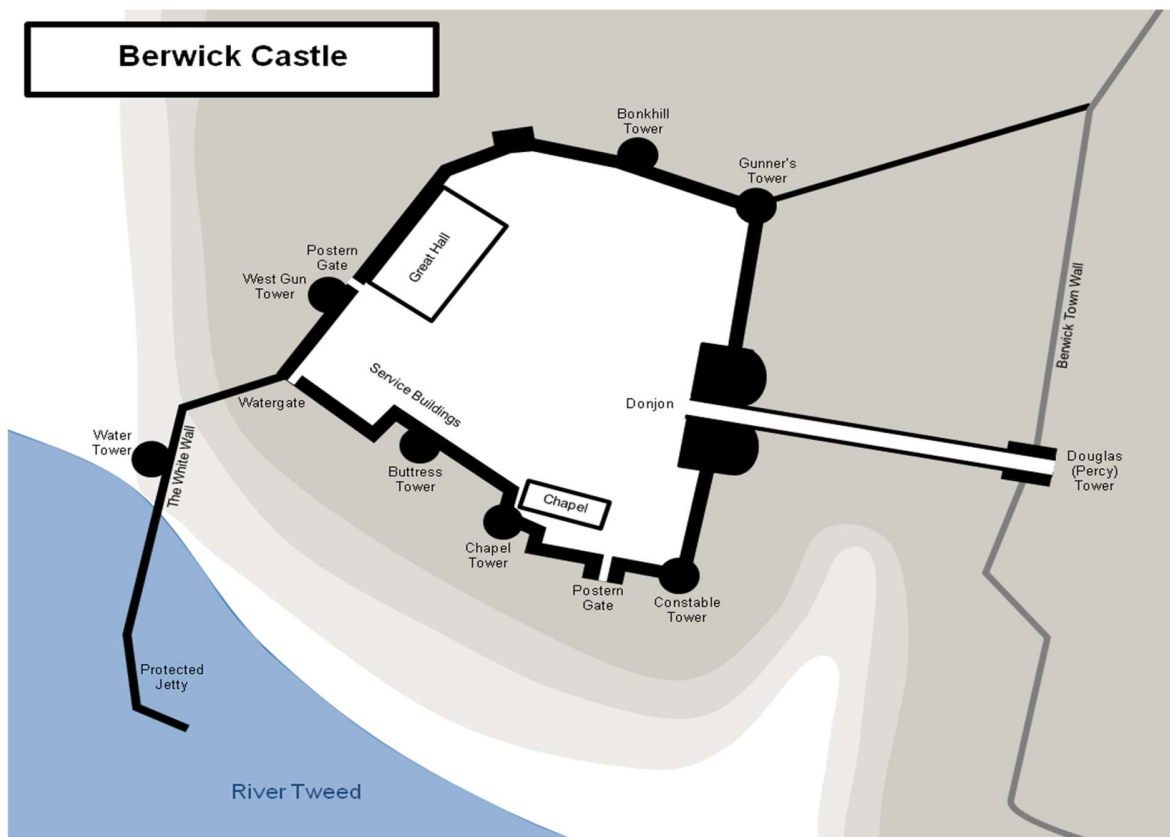 Berwick Castle
Bonkhill
Tower
Gunner's
Tower
Postern
Gate
West Gun
Tower
Great Hall
Berwick Town Wall
Service Buildings
Watergate
Donjon
Water
Tower
The White Wall
Buttress
Tower
Douglas
(Percy)
Tower
Chapel
Chapel
Tower
Postern
Gate
Constable
Tower
Protected
Jetty
River Tweed